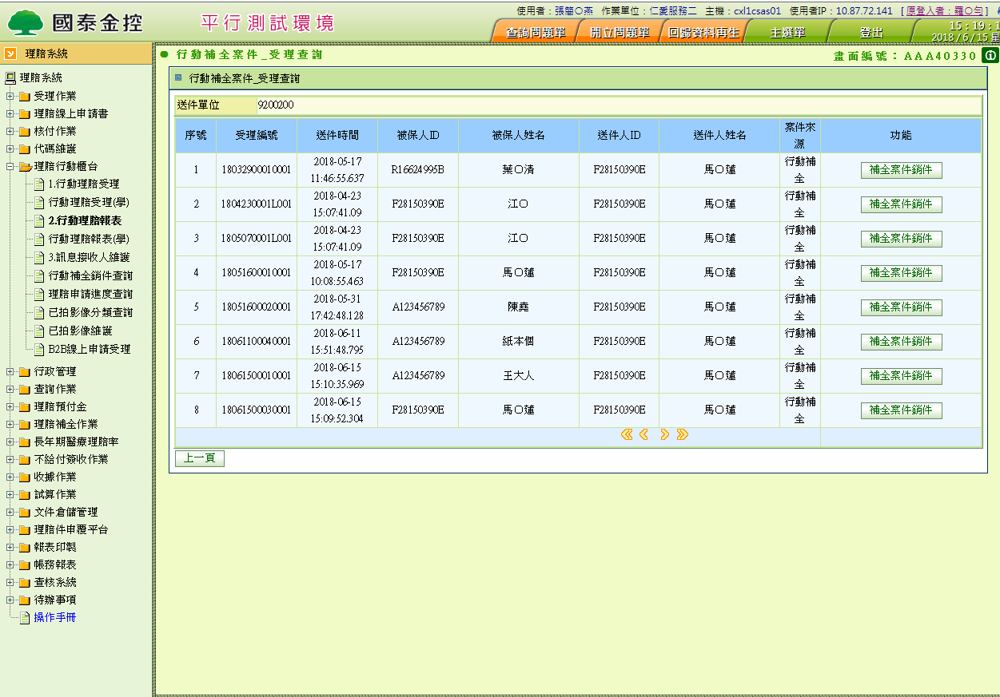 國泰金控
平行測試環境
使用者：張簡○燕 作業單位：仁愛服務二 主機：cxl1csas01 使用者IP：10.87.72.141 [ 原登入者：羅○勻 ]
查詢問題單 開立問題單 回歸資料再生 主選單 登出
15：19：1
2018 / 6 / 15 星
理賠系統
理賠系統
受理作業
理賠線上申請書
核付作業
代碼維護
理賠行動櫃台
1.行動理賠受理
行動理賠受理(學)
2.行動理賠報表
行動理賠報表(學)
3.訊息接收人維護
行動補全銷件查詢
理賠申請進度查詢
已拍影像分類查詢
已拍影像維護
B2B線上申請受理
行政管理
查詢作業
理賠預付金
理賠補全作業
長年期醫療理賠率
不給付簽收作業
收據作業
試算作業
文件倉儲管理
理賠件申覆平台
報表印製
帳務報表
查核系統
待辦事項
操作手冊
行動補全案件_受理查詢
畫面編號：AAA40330
行動補全案件_受理查詢
送件單位 9200200
序號 受理編號 送件時間 被保人ID 被保人姓名 送件人ID 送件人姓名 案件來源 功能
1 18032900010001 2018-05-17 11:46:55.637 R16624995B 葉○清 F28150390E 馬○蓮 行動補全 補全案件銷件
2 1804230001L001 2018-04-23 15:07:41.09 F28150390E 江○ F28150390E 馬○蓮 行動補全 補全案件銷件
3 1805070001L001 2018-04-23 15:07:41.09 F28150390E 江○ F28150390E 馬○蓮 行動補全 補全案件銷件
4 18051600010001 2018-05-17 10:08:55.463 F28150390E 馬○蓮 F28150390E 馬○蓮 行動補全 補全案件銷件
5 18051600020001 2018-05-31 17:42:48.128 A123456789 陳堯 F28150390E 馬○蓮 行動補全 補全案件銷件
6 18061100040001 2018-06-11 15:51:48.795 A123456789 紙本個 F28150390E 馬○蓮 行動補全 補全案件銷件
7 18061500010001 2018-06-15 15:10:35.969 A123456789 王大人 F28150390E 馬○蓮 行動補全 補全案件銷件
8 18061500030001 2018-06-15 15:09:52.304 F28150390E 馬○蓮 F28150390E 馬○蓮 行動補全 補全案件銷件
上一頁